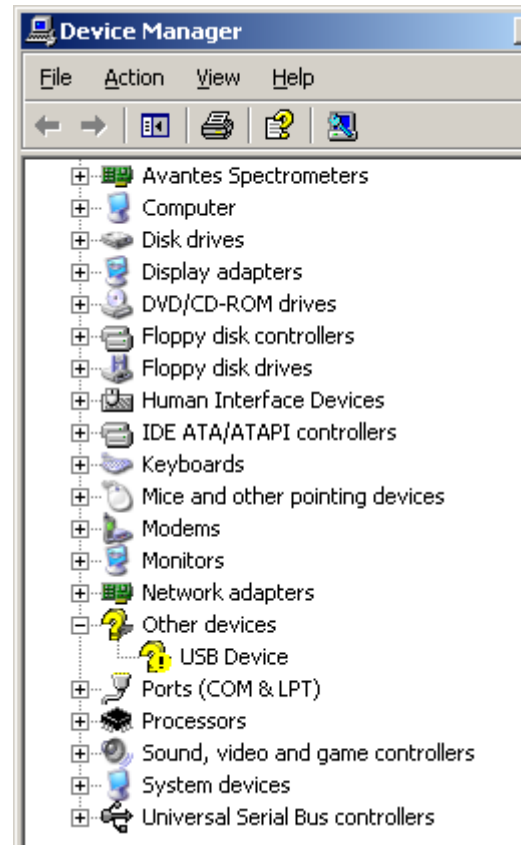 Device Manager
File Action View Help
Avantes Spectrometers
Computer
Disk drives
Display adapters
DVD/CD-ROM drives
Floppy disk controllers
Floppy disk drives
Human Interface Devices
IDE ATA/ATAPI controllers
Keyboards
Mice and other pointing devices
Modems
Monitors
Network adapters
Other devices
USB Device
Ports (COM & LPT)
Processors
Sound, video and game controllers
System devices
Universal Serial Bus controllers